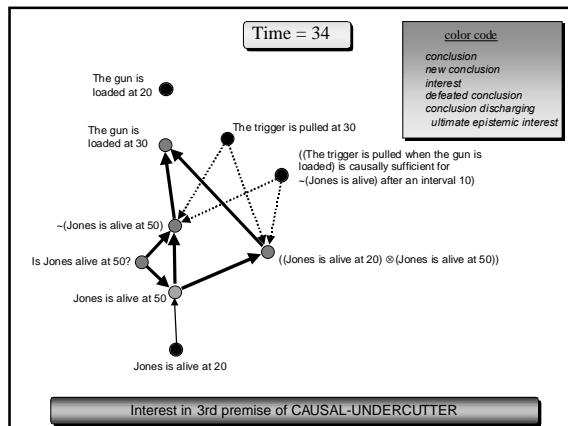 Time = 34
color code
conclusion
new conclusion
interest
defeated conclusion
conclusion discharging
ultimate epistemic interest
The gun is
loaded at 20
The gun is
loaded at 30
The trigger is pulled at 30
((The trigger is pulled when the gun is
loaded) is causally sufficient for
~(Jones is alive) after an interval 10)
~(Jones is alive at 50)
Is Jones alive at 50?
((Jones is alive at 20) ⊗(Jones is alive at 50))
Jones is alive at 50
Jones is alive at 20
Interest in 3rd premise of CAUSAL-UNDERCUTTER